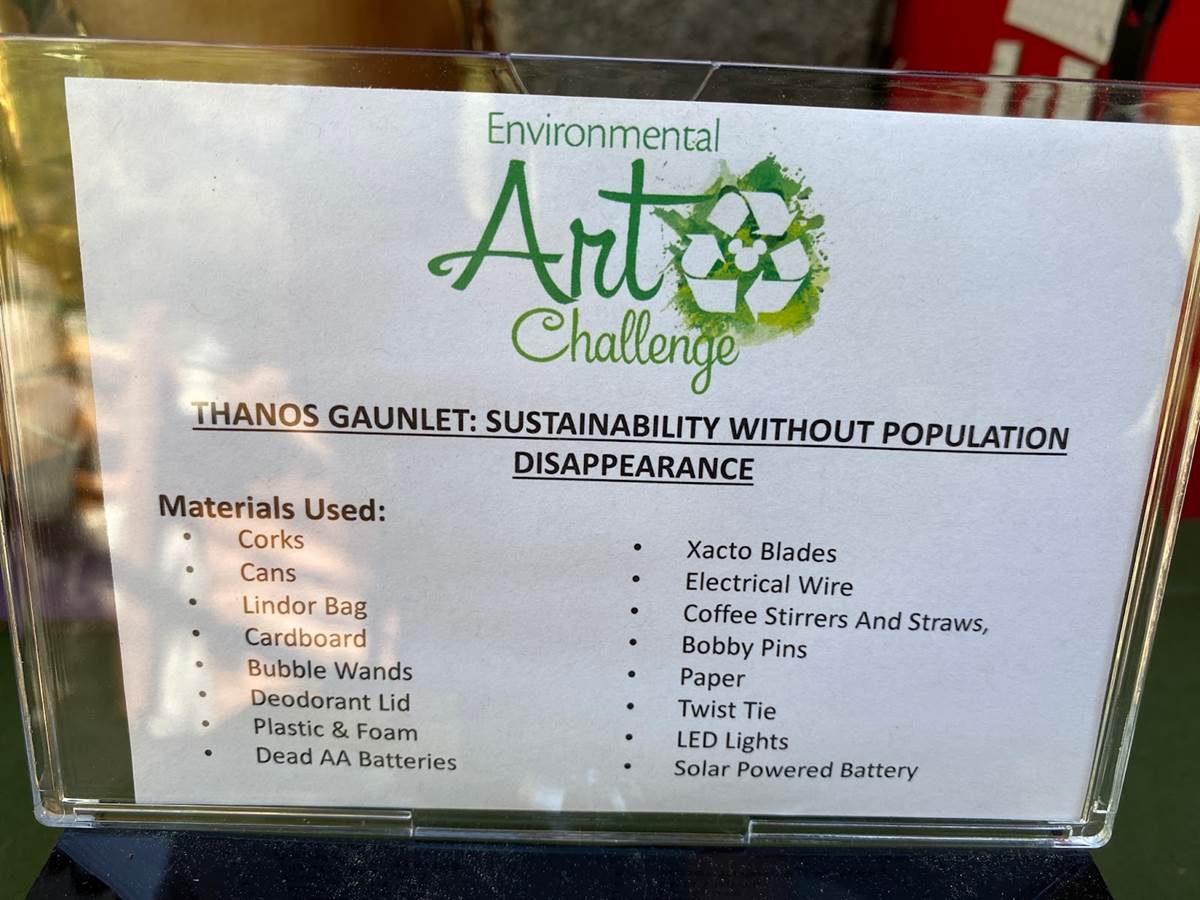 Environmental
Art
Challenge
THANOS GAUNLET: SUSTAINABILITY WITHOUT POPULATION
DISAPPEARANCE
Materials Used:
• Corks
• Cans
• Lindor Bag
• Cardboard
• Bubble Wands
• Deodorant Lid
• Plastic & Foam
• Dead AA Batteries
• Xacto Blades
• Electrical Wire
• Coffee Stirrers And Straws,
• Bobby Pins
• Paper
• Twist Tie
• LED Lights
• Solar Powered Battery